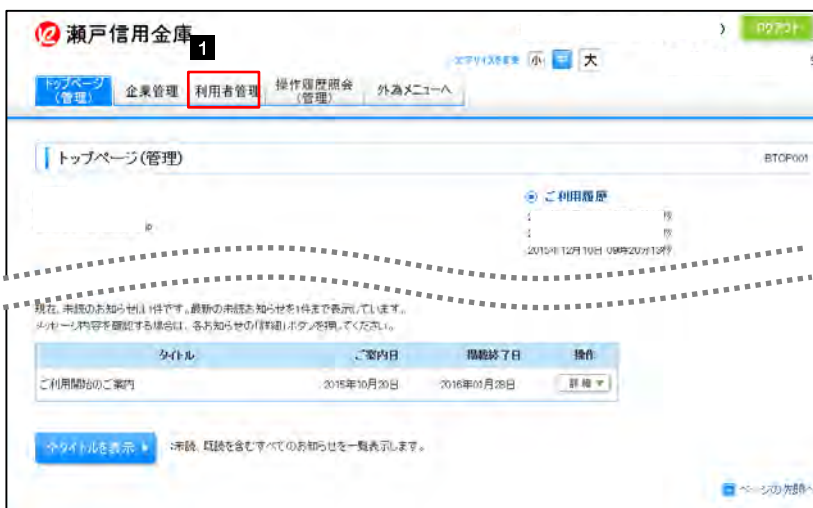 瀬戸信用金庫
1
ログアウト
文字サイズを変更 小 中 大
トップページ
(管理)
企業管理 利用者管理 操作履歴照会
(管理)
外為メニューへ
トップページ(管理)
BTOP001
ご利用履歴
秒
秒
2015年12月10日 09時20分13秒
現在、未読のお知らせは1件です。最新の未読お知らせを1件まで表示しています。
メッセージ内容を確認する場合は、各お知らせの「詳細」ボタンを押してください。
タイトル ご案内日 掲載終了日 操作
ご利用開始のご案内 2015年10月20日 2016年01月28日 詳細
全タイトルを表示 :未読、既読を含むすべてのお知らせを一覧表示します。
ページの先頭へ